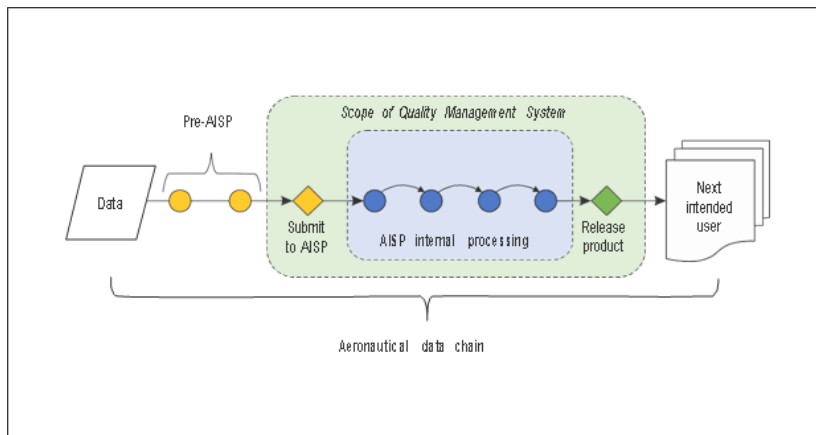 Scope of Quality Management System
Pre-AISP
Data
Submit
to AISP
AISP internal processing
Release
product
Next
intended
user
Aeronautical data chain